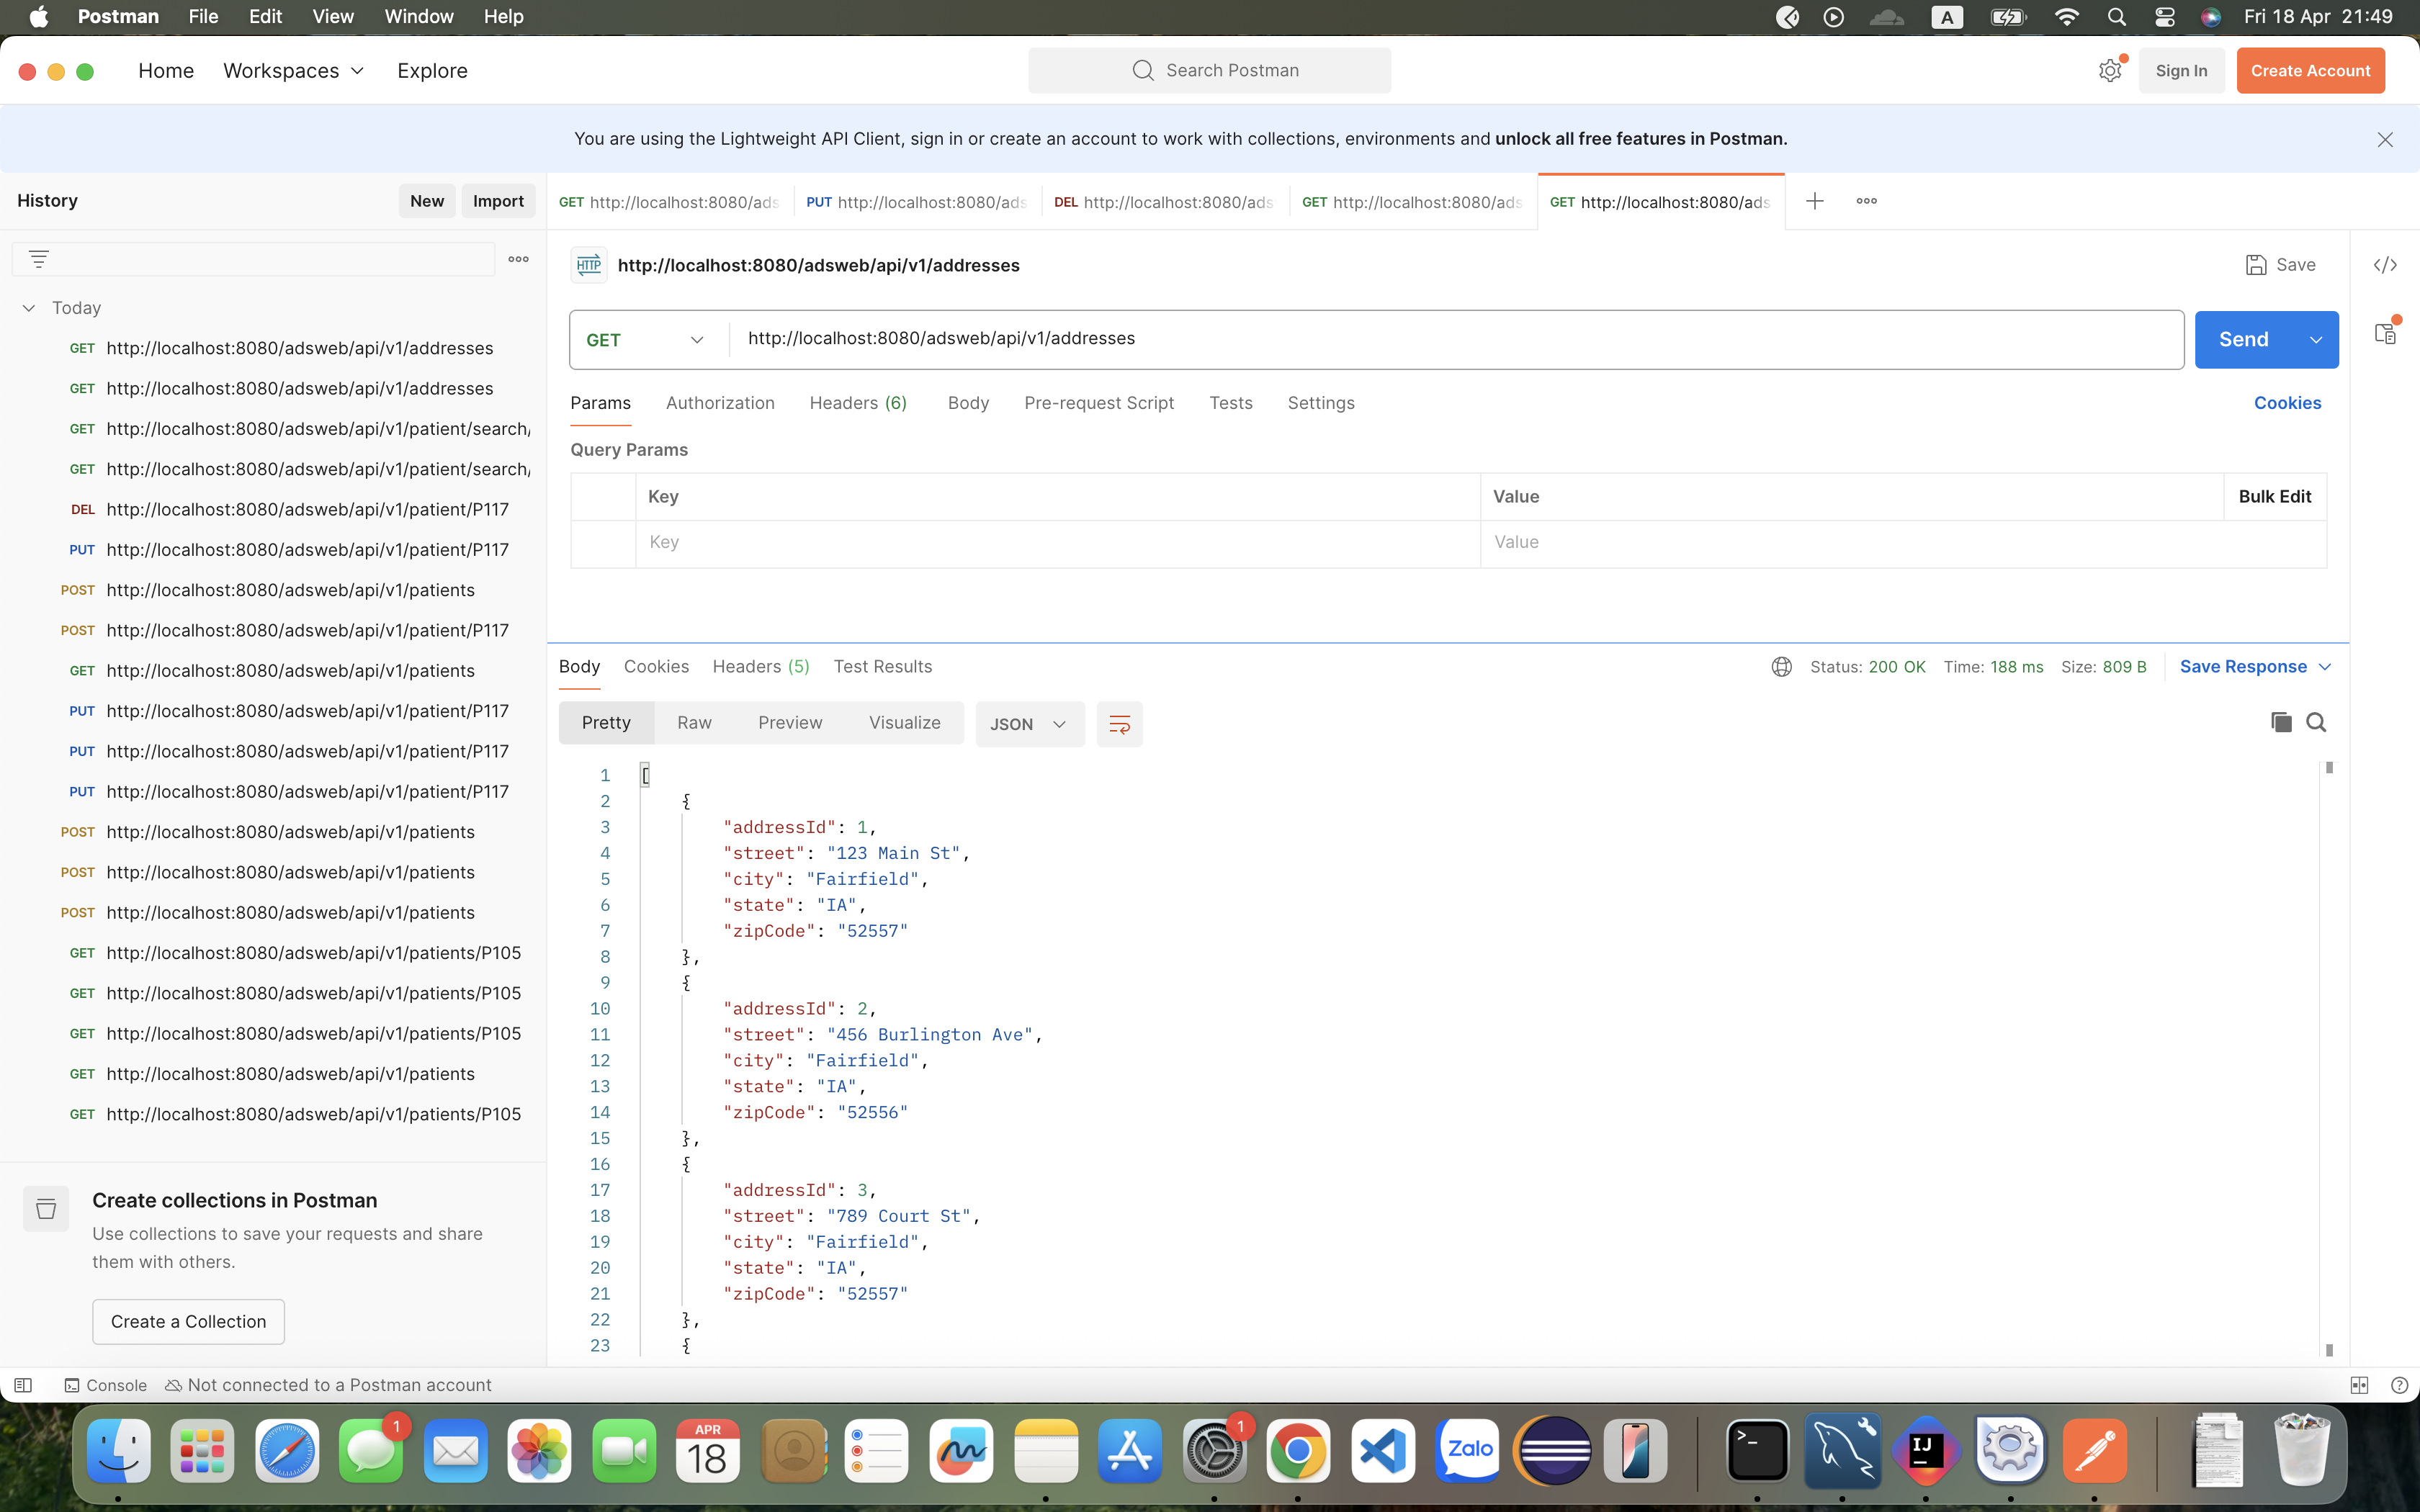 Postman File Edit View Window Help A Fri 18 Apr 21:49
Home Workspaces Explore Search Postman Sign In Create Account
You are using the Lightweight API Client, sign in or create an account to work with collections, environments and unlock all free features in Postman.
History New Import
GET http://localhost:8080/ads PUT http://localhost:8080/ads DEL http://localhost:8080/ads GET http://localhost:8080/ads GET http://localhost:8080/ads
Today
GET http://localhost:8080/adsweb/api/v1/addresses
GET http://localhost:8080/adsweb/api/v1/addresses
GET http://localhost:8080/adsweb/api/v1/patient/search/
GET http://localhost:8080/adsweb/api/v1/patient/search/
DEL http://localhost:8080/adsweb/api/v1/patient/P117
PUT http://localhost:8080/adsweb/api/v1/patient/P117
POST http://localhost:8080/adsweb/api/v1/patients
POST http://localhost:8080/adsweb/api/v1/patient/P117
GET http://localhost:8080/adsweb/api/v1/patients
PUT http://localhost:8080/adsweb/api/v1/patient/P117
PUT http://localhost:8080/adsweb/api/v1/patient/P117
PUT http://localhost:8080/adsweb/api/v1/patient/P117
POST http://localhost:8080/adsweb/api/v1/patients
POST http://localhost:8080/adsweb/api/v1/patients
POST http://localhost:8080/adsweb/api/v1/patients
GET http://localhost:8080/adsweb/api/v1/patients/P105
GET http://localhost:8080/adsweb/api/v1/patients/P105
GET http://localhost:8080/adsweb/api/v1/patients/P105
GET http://localhost:8080/adsweb/api/v1/patients
GET http://localhost:8080/adsweb/api/v1/patients/P105
Create collections in Postman
Use collections to save your requests and share
them with others.
Create a Collection
HTTP http://localhost:8080/adsweb/api/v1/addresses Save </>
GET http://localhost:8080/adsweb/api/v1/addresses Send
Params Authorization Headers (6) Body Pre-request Script Tests Settings Cookies
Query Params
Key Value Bulk Edit
Key Value
Body Cookies Headers (5) Test Results Status: 200 OK Time: 188 ms Size: 809 B Save Response
Pretty Raw Preview Visualize JSON
1 [
2 {
3 "addressId": 1,
4 "street": "123 Main St",
5 "city": "Fairfield",
6 "state": "IA",
7 "zipCode": "52557"
8 },
9 {
10 "addressId": 2,
11 "street": "456 Burlington Ave",
12 "city": "Fairfield",
13 "state": "IA",
14 "zipCode": "52556"
15 },
16 {
17 "addressId": 3,
18 "street": "789 Court St",
19 "city": "Fairfield",
20 "state": "IA",
21 "zipCode": "52557"
22 },
23 {
Console Not connected to a Postman account
1 APR 18 1 Zalo >_ IJ